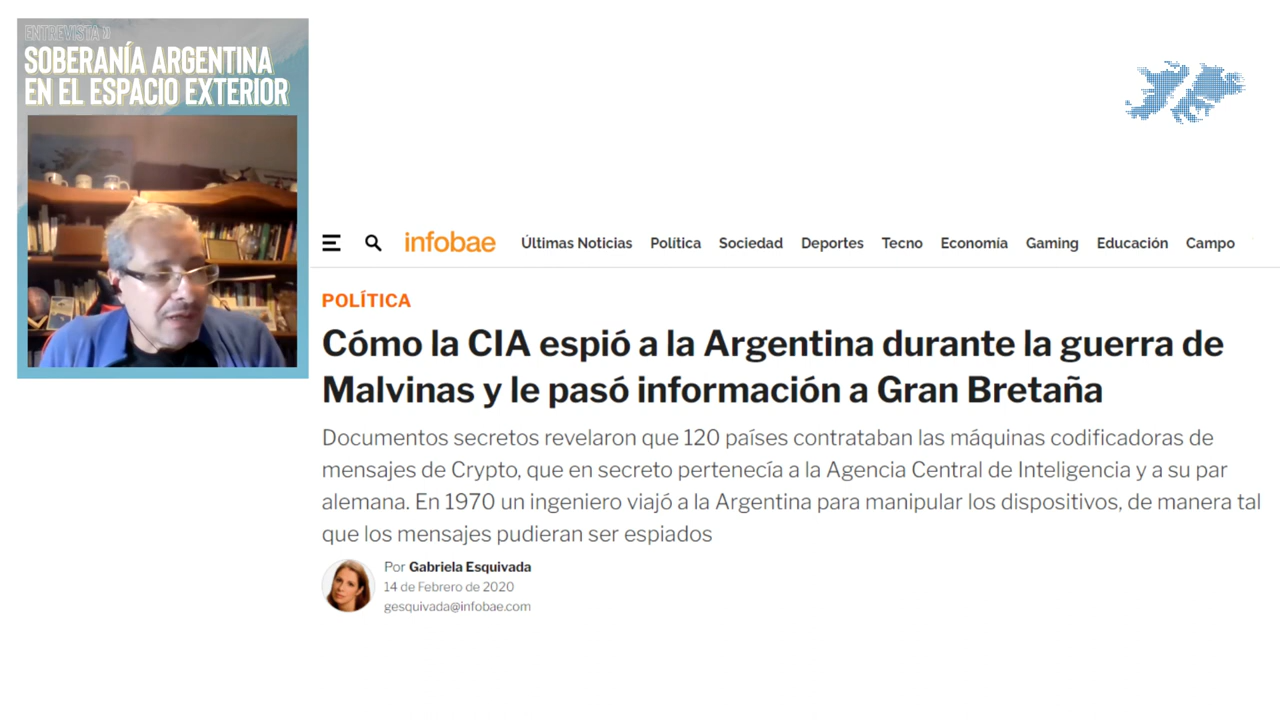 ENTREVISTA »
SOBERANÍA ARGENTINA
EN EL ESPACIO EXTERIOR
infobae Últimas Noticias Política Sociedad Deportes Tecno Economía Gaming Educación Campo
POLÍTICA
Cómo la CIA espió a la Argentina durante la guerra de
Malvinas y le pasó información a Gran Bretaña
Documentos secretos revelaron que 120 países contrataban las máquinas codificadoras de
mensajes de Crypto, que en secreto pertenecía a la Agencia Central de Inteligencia y a su par
alemana. En 1970 un ingeniero viajó a la Argentina para manipular los dispositivos, de manera tal
que los mensajes pudieran ser espiados
Por Gabriela Esquivada
14 de Febrero de 2020
gesquivada@infobae.com